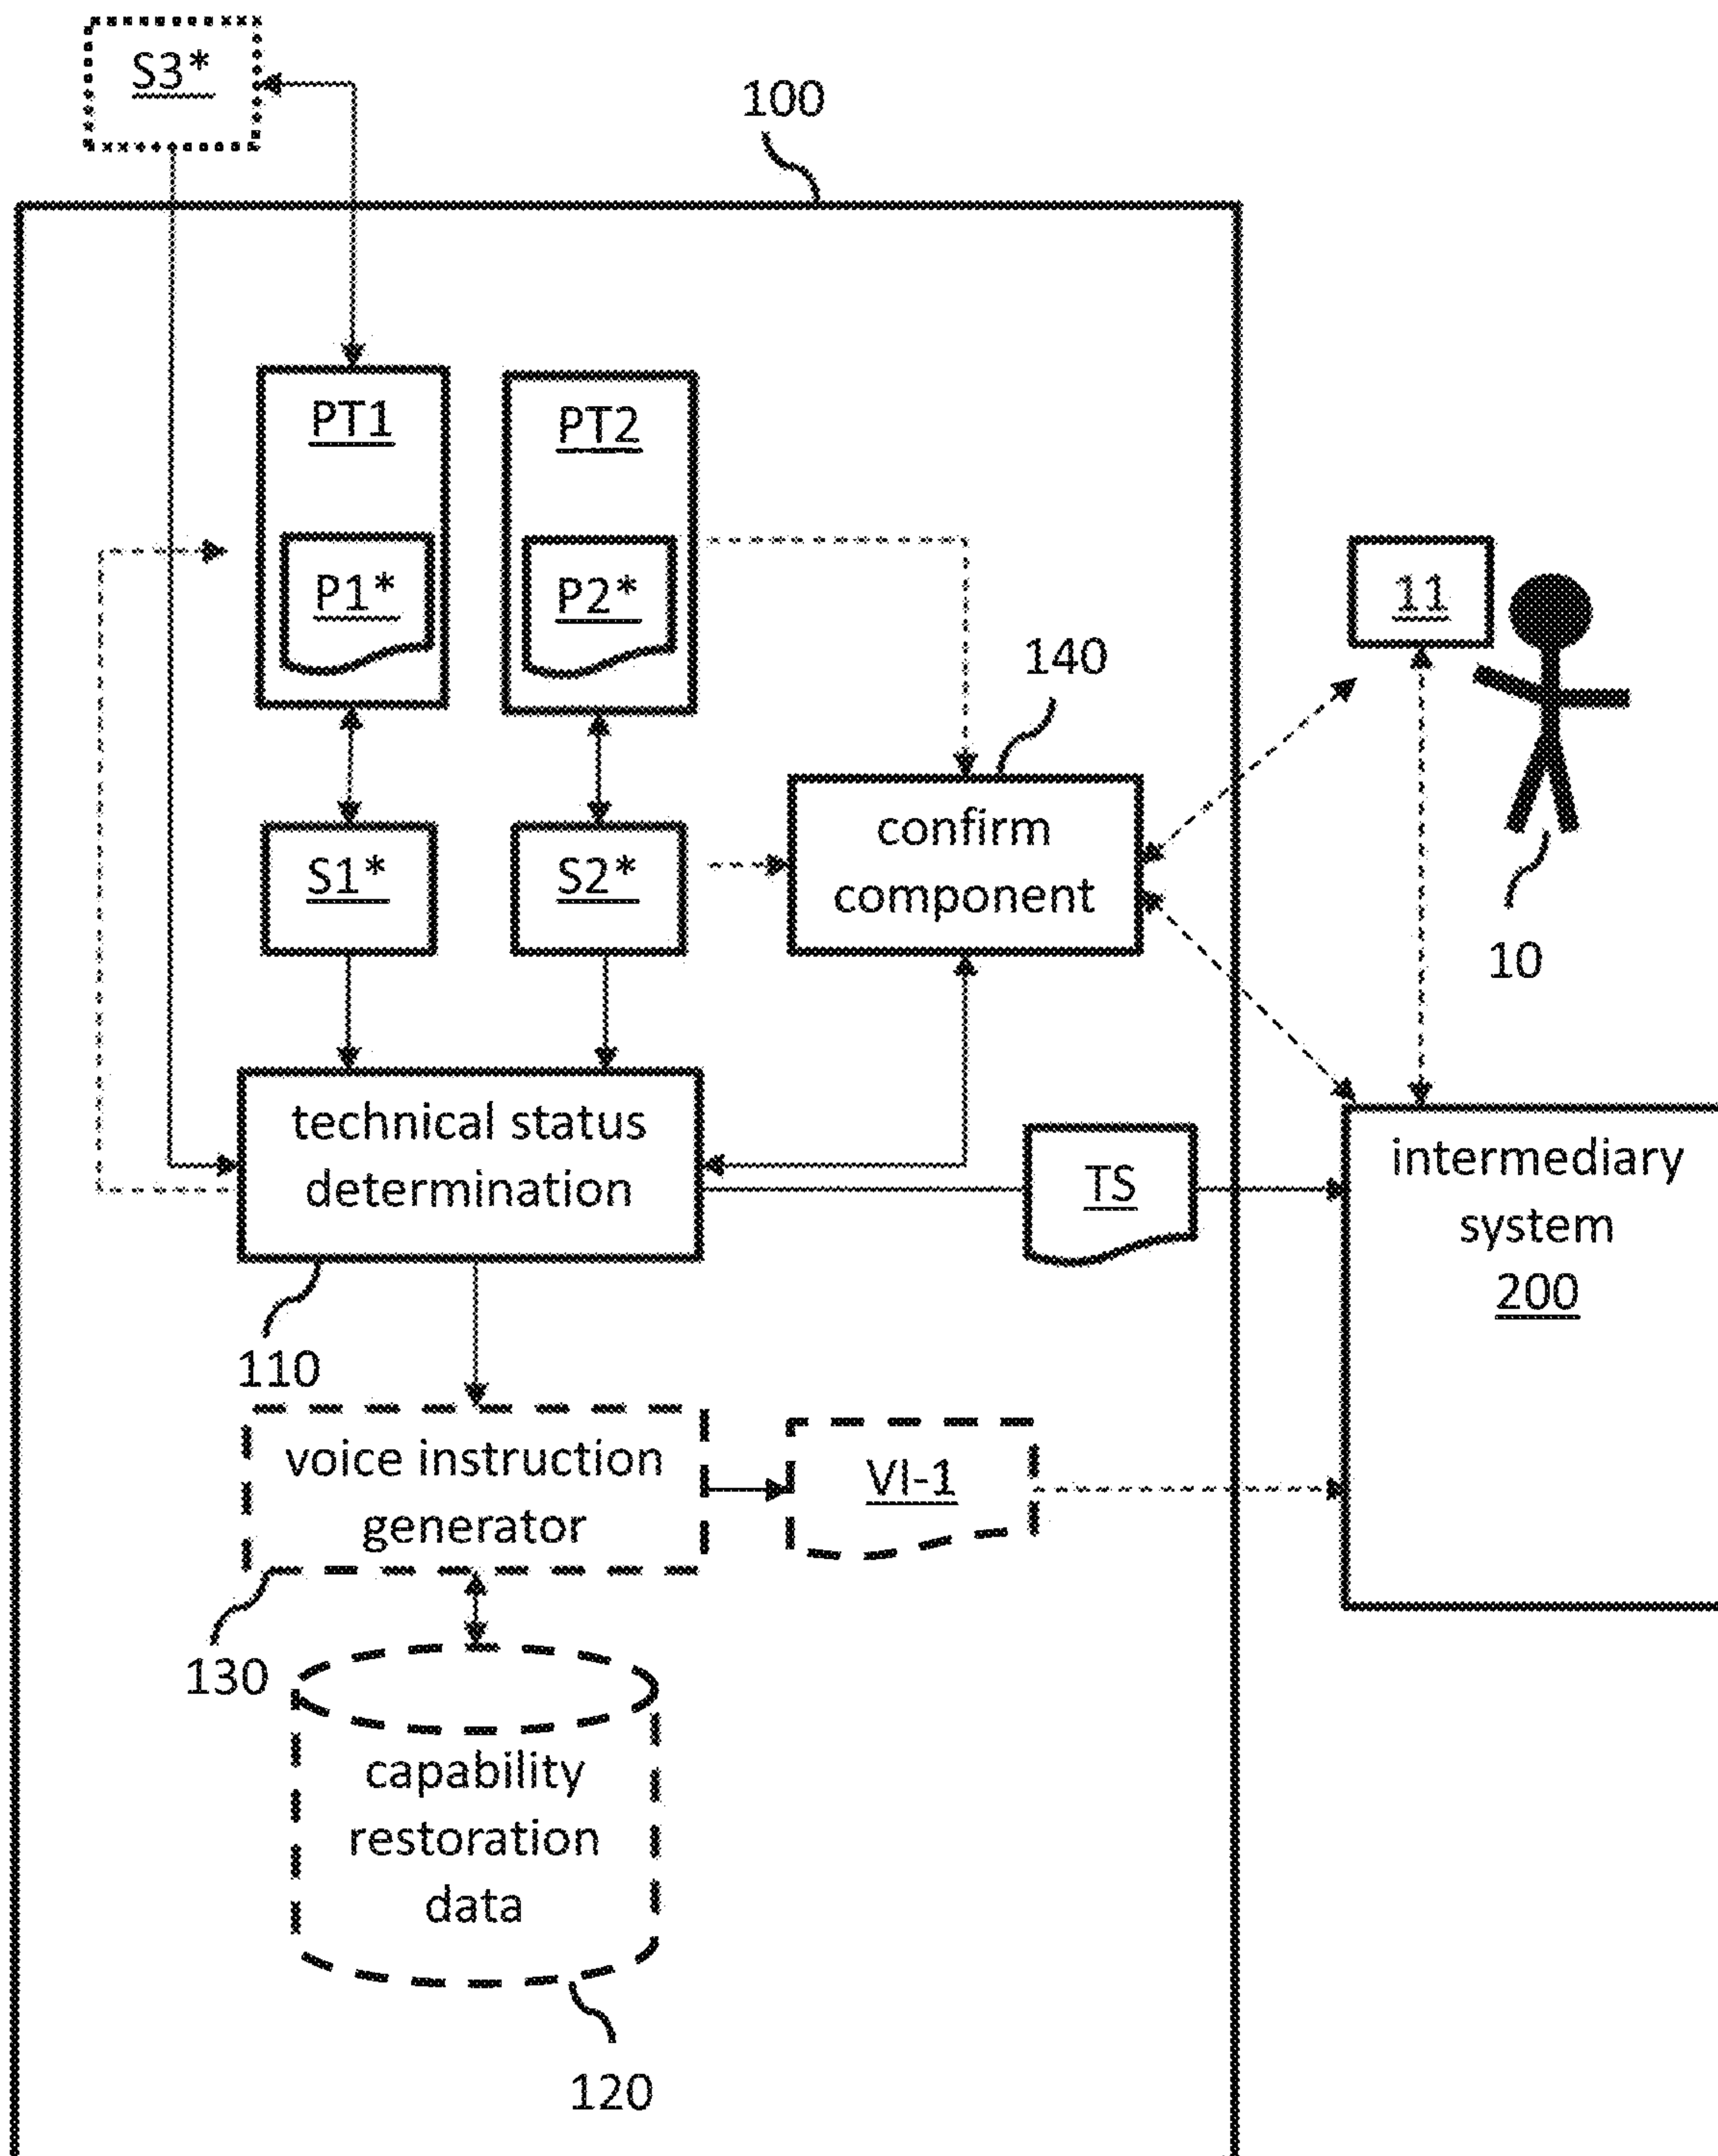 S3*
100
PT1
PT2
P1*
P2*
11
140
confirm
component
S1*
S2*
10
technical status
determination
TS
intermediary
system
200
110
voice instruction
generator
VI-1
130
capability
restoration
data
120